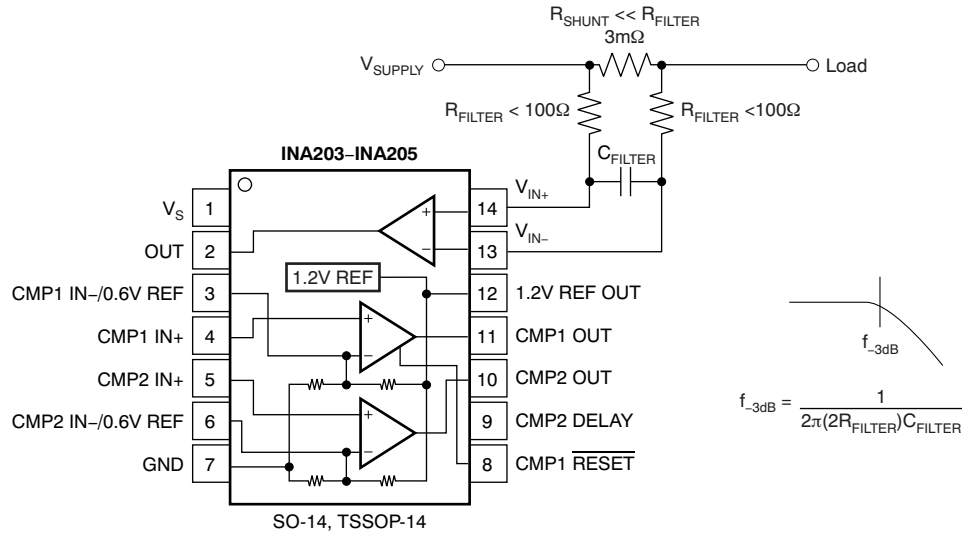 R_SHUNT << R_FILTER
3mΩ
V_SUPPLY
Load
R_FILTER < 100Ω
R_FILTER <100Ω
C_FILTER
INA203–INA205
V_S
1
OUT
2
CMP1 IN–/0.6V REF
3
CMP1 IN+
4
CMP2 IN+
5
CMP2 IN–/0.6V REF
6
GND
7
+
–
1.2V REF
+
–
+
–
14
V_IN+
13
V_IN–
12
1.2V REF OUT
11
CMP1 OUT
10
CMP2 OUT
9
CMP2 DELAY
8
CMP1 R̅E̅S̅E̅T̅
SO-14, TSSOP-14
f_–3dB
f_–3dB = 1
2π(2R_FILTER)C_FILTER